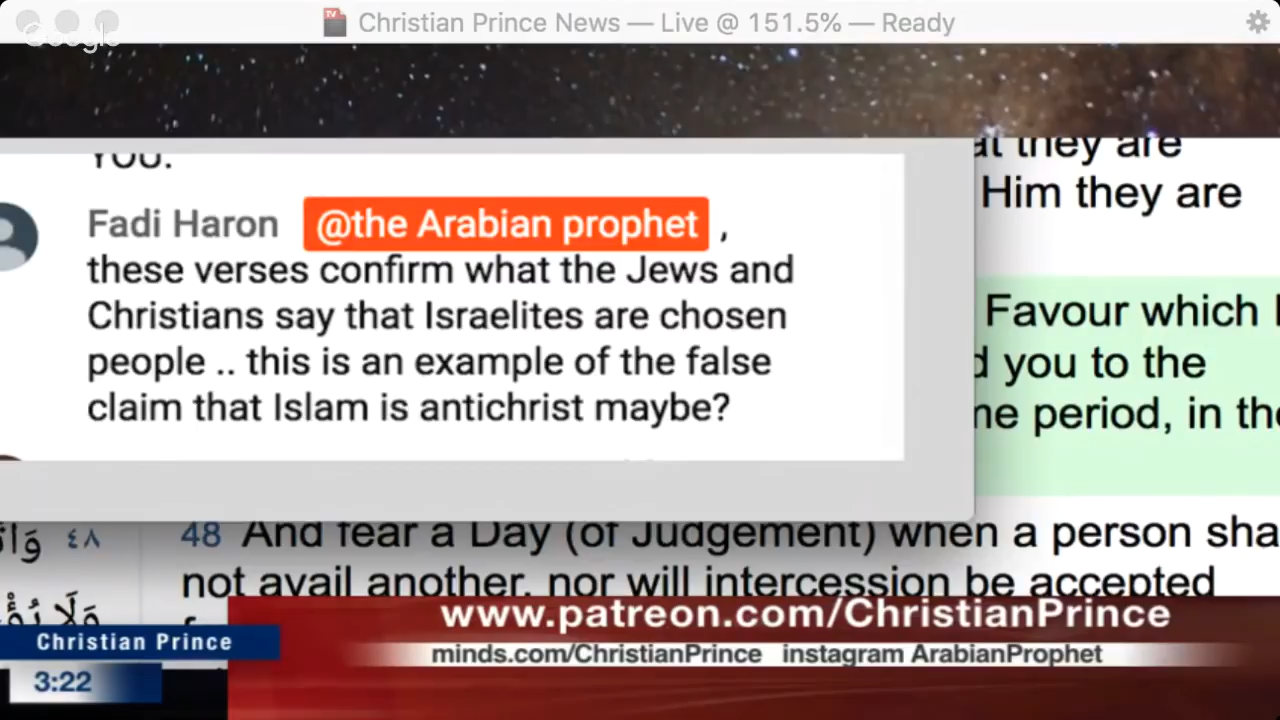 Christian Prince News — Live @ 151.5% — Ready
Google
YOU.
they are
Him they are
Fadi Haron @the Arabian prophet ,
these verses confirm what the Jews and
Christians say that Israelites are chosen
people .. this is an example of the false
claim that Islam is antichrist maybe?
Favour which
you to the
period, in
٤٨
48 And fear a Day (of Judgement) when a person
not avail another, nor will intercession be accepted
www.patreon.com/ChristianPrince
minds.com/ChristianPrince instagram ArabianProphet
Christian Prince
3:22